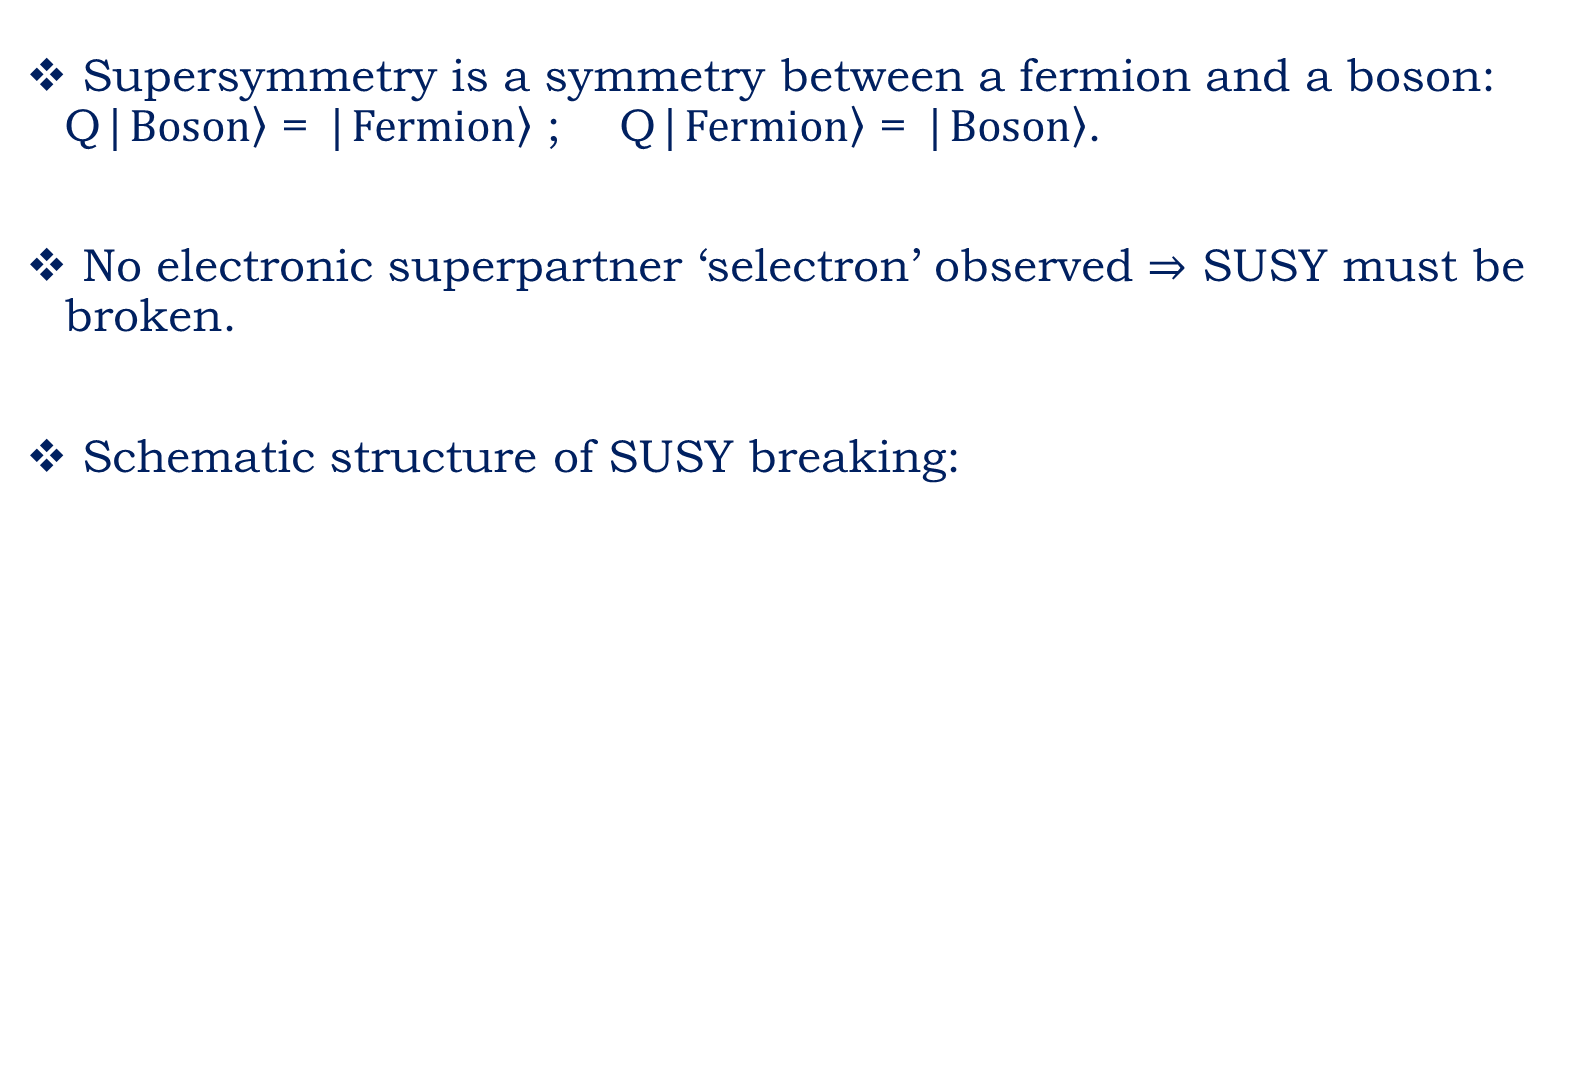 ❖ Supersymmetry is a symmetry between a fermion and a boson:
Q|Boson⟩ = |Fermion⟩ ; Q|Fermion⟩ = |Boson⟩.
❖ No electronic superpartner ‘selectron’ observed ⇒ SUSY must be
broken.
❖ Schematic structure of SUSY breaking: